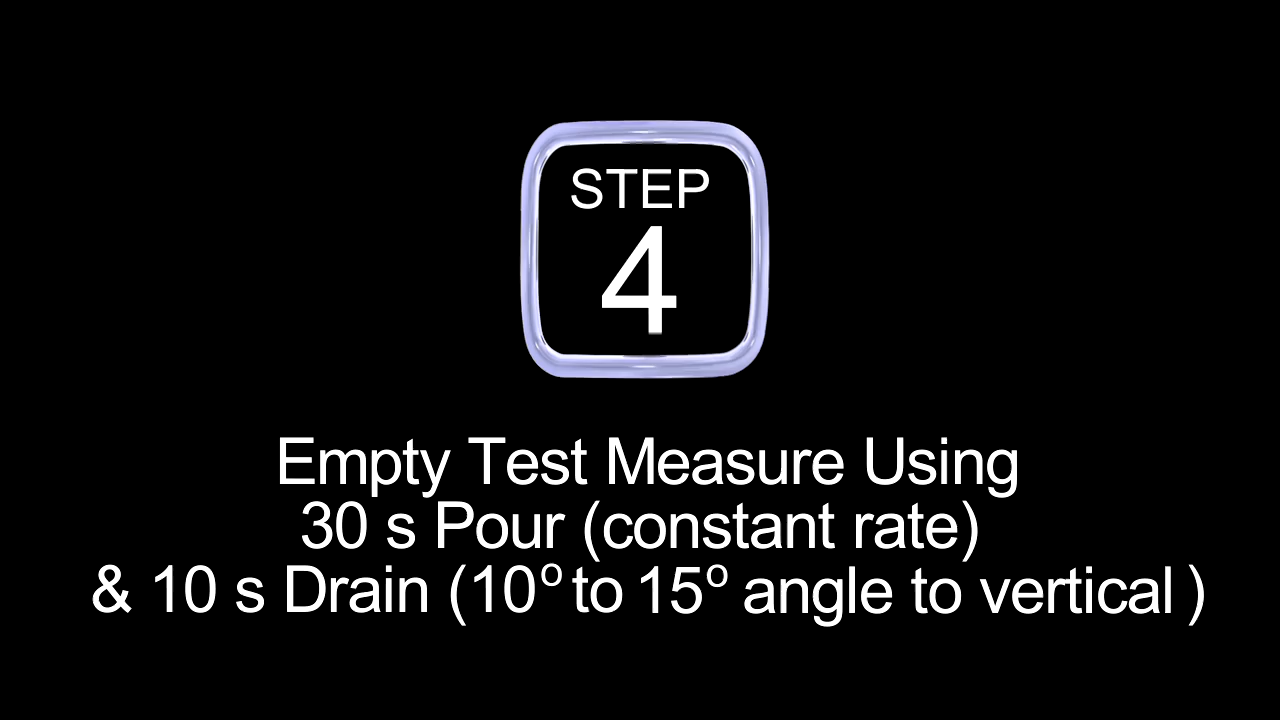 STEP
4
Empty Test Measure Using
30 s Pour (constant rate)
& 10 s Drain (10º to 15º angle to vertical )